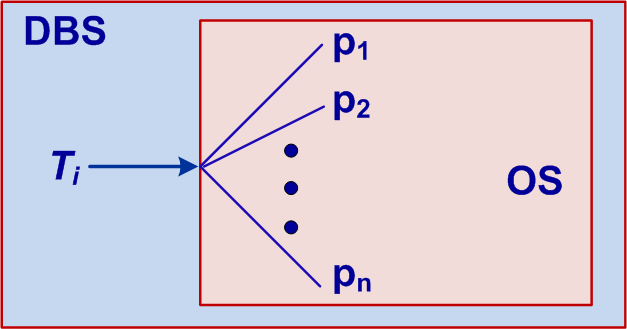 DBS
p₁
p₂
Tᵢ
OS
pₙ